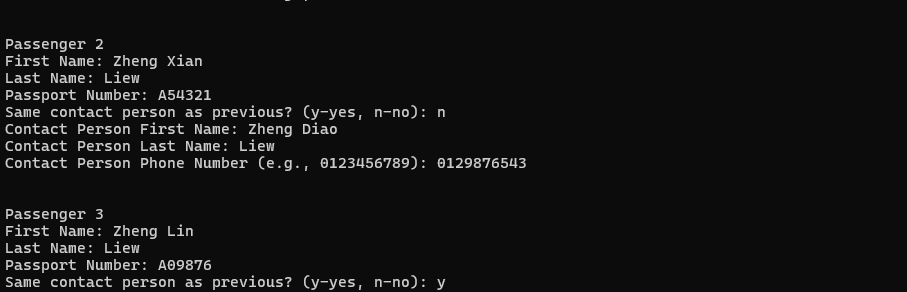 Passenger 2
First Name: Zheng Xian
Last Name: Liew
Passport Number: A54321
Same contact person as previous? (y-yes, n-no): n
Contact Person First Name: Zheng Diao
Contact Person Last Name: Liew
Contact Person Phone Number (e.g., 0123456789): 0129876543
Passenger 3
First Name: Zheng Lin
Last Name: Liew
Passport Number: A09876
Same contact person as previous? (y-yes, n-no): y